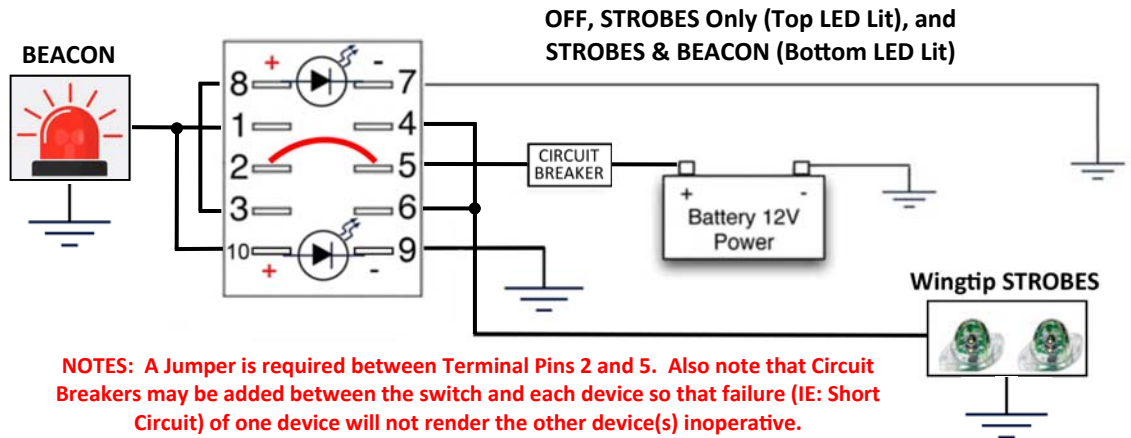 OFF, STROBES Only (Top LED Lit), and
STROBES & BEACON (Bottom LED Lit)
BEACON
+ -
8 7
1 4
2 5
3 6
10 9
+ -
CIRCUIT
BREAKER
+ -
Battery 12V
Power
Wingtip STROBES
NOTES: A Jumper is required between Terminal Pins 2 and 5. Also note that Circuit
Breakers may be added between the switch and each device so that failure (IE: Short
Circuit) of one device will not render the other device(s) inoperative.